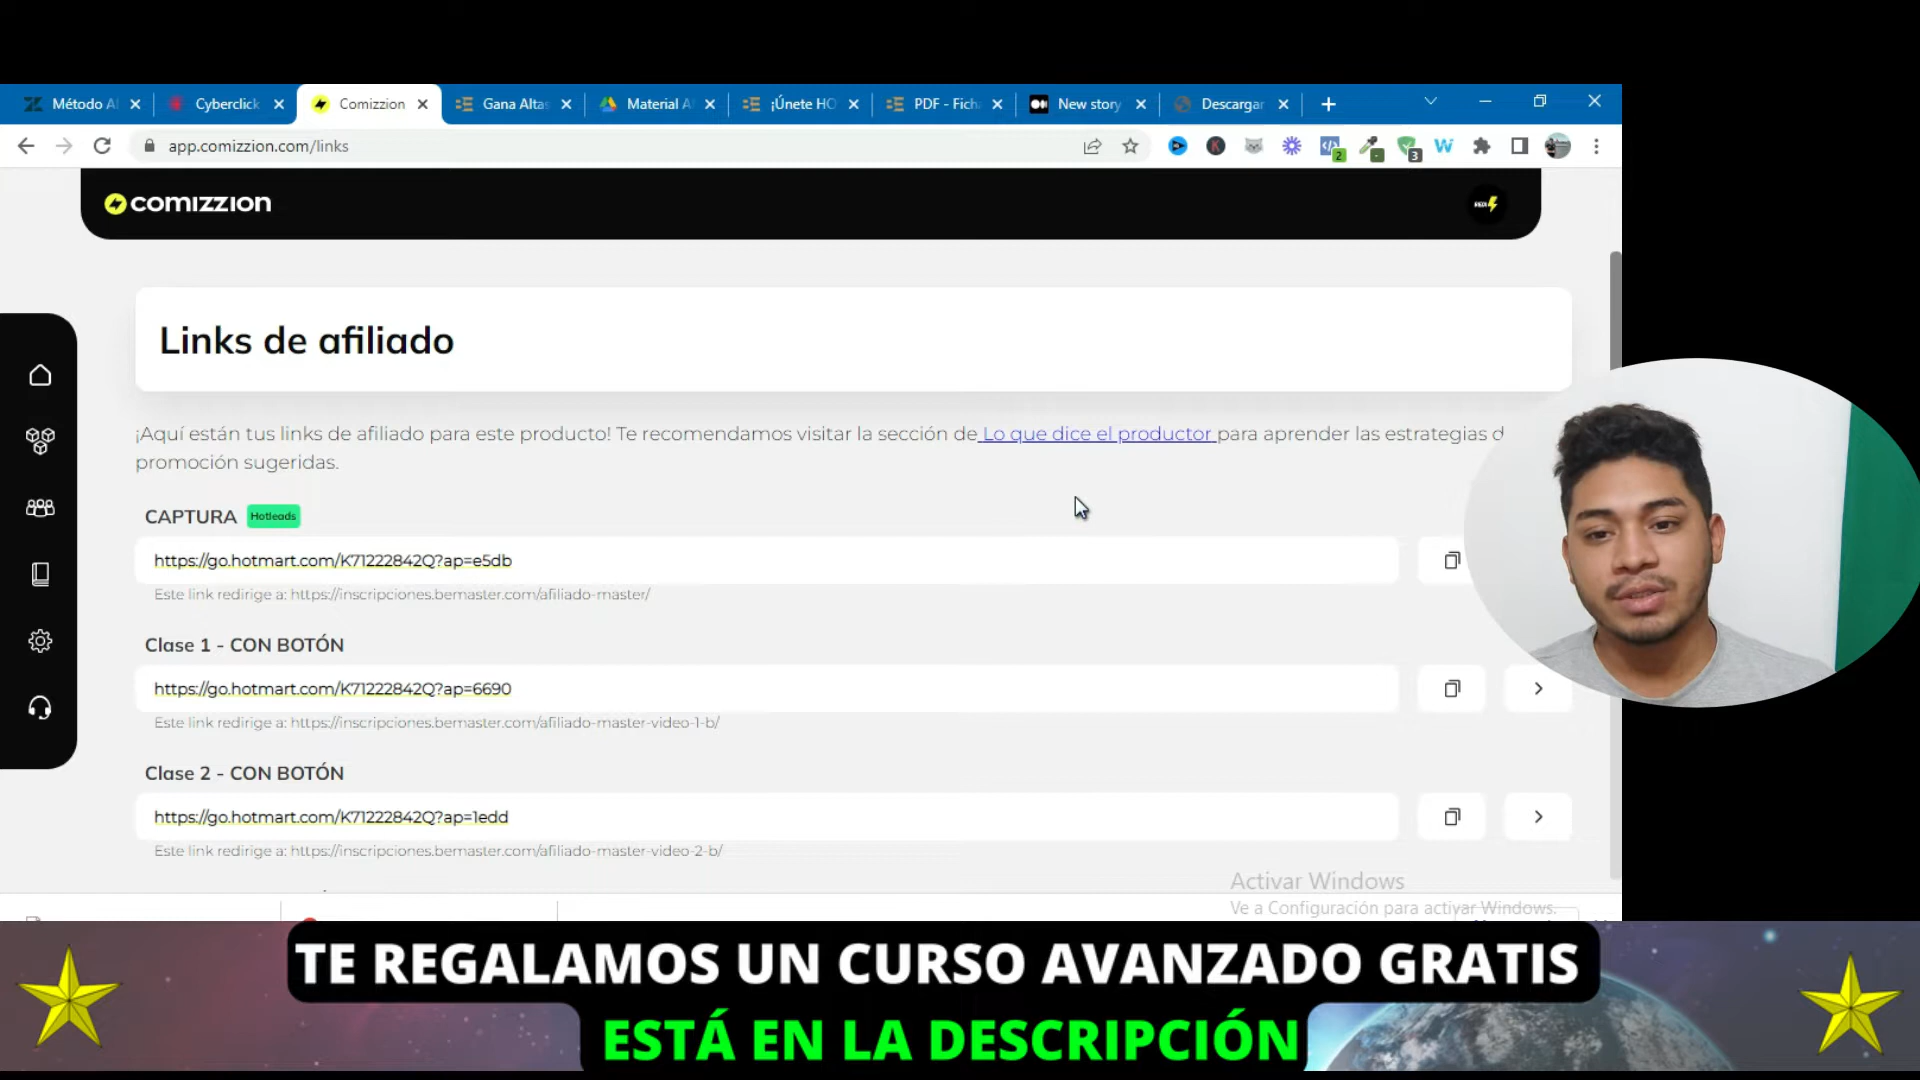 Método A
Cyberclick
Comizzion
Gana Altas
Material A
¡Únete HO
PDF - Fich
New story
Descargar
app.comizzion.com/links
2
3
W
comizzion
Links de afiliado
¡Aquí están tus links de afiliado para este producto! Te recomendamos visitar la sección de Lo que dice el productor para aprender las estrategias d
promoción sugeridas.
CAPTURA Hotleads
https://go.hotmart.com/K71222842Q?ap=e5db
Este link redirige a: https://inscripciones.bemaster.com/afiliado-master/
Clase 1 - CON BOTÓN
https://go.hotmart.com/K71222842Q?ap=6690
Este link redirige a: https://inscripciones.bemaster.com/afiliado-master-video-1-b/
Clase 2 - CON BOTÓN
https://go.hotmart.com/K71222842Q?ap=1edd
Este link redirige a: https://inscripciones.bemaster.com/afiliado-master-video-2-b/
Activar Windows
Ve a Configuración para activar Windows.
TE REGALAMOS UN CURSO AVANZADO GRATIS
ESTÁ EN LA DESCRIPCIÓN